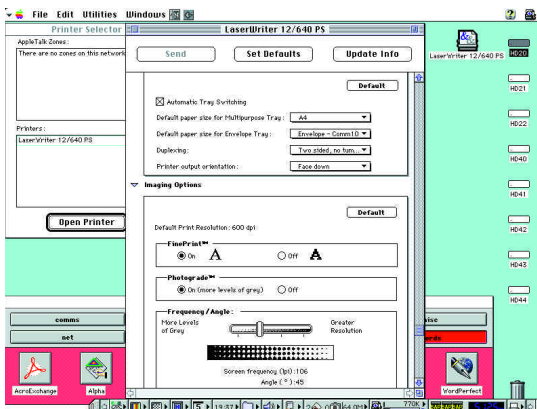 File Edit Utilities Windows
Printer Selector
AppleTalk Zones:
There are no zones on this network
Printers:
LaserWriter 12/640 PS
Open Printer
LaserWriter 12/640 PS
Send
Set Defaults
Update Info
Default
Automatic Tray Switching
Default paper size for Multipurpose Tray: A4
Default paper size for Envelope Tray: Envelope - Comm10
Duplexing: Two sided, no tum...
Printer output orientation: Face down
Imaging Options
Default
Default Print Resolution: 600 dpi
FinePrint™
On A Off A
Photograde™
On (more levels of grey) Off
Frequency/Angle:
More Levels
of Grey
Greater
Resolution
Screen frequency (lpi):106
Angle (°):45
LaserWriter 12/640 PS
HD20
HD21
HD22
HD40
HD41
HD42
HD43
HD44
comms
net
AcroExchange
Alpha
WordPerfect
19:37
770K